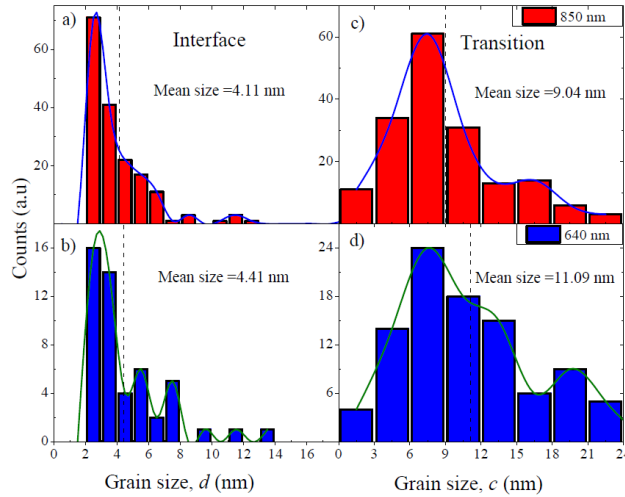 a)
Interface
Mean size =4.11 nm
60
40
20
c)
850 nm
Transition
Mean size =9.04 nm
60
40
20
Counts (a.u)
b)
Mean size =4.41 nm
16
12
8
4
0
d)
640 nm
Mean size =11.09 nm
24
18
12
6
0 2 4 6 8 10 12 14 16
0 3 6 9 12 15 18 21 24
Grain size, d (nm)
Grain size, c (nm)